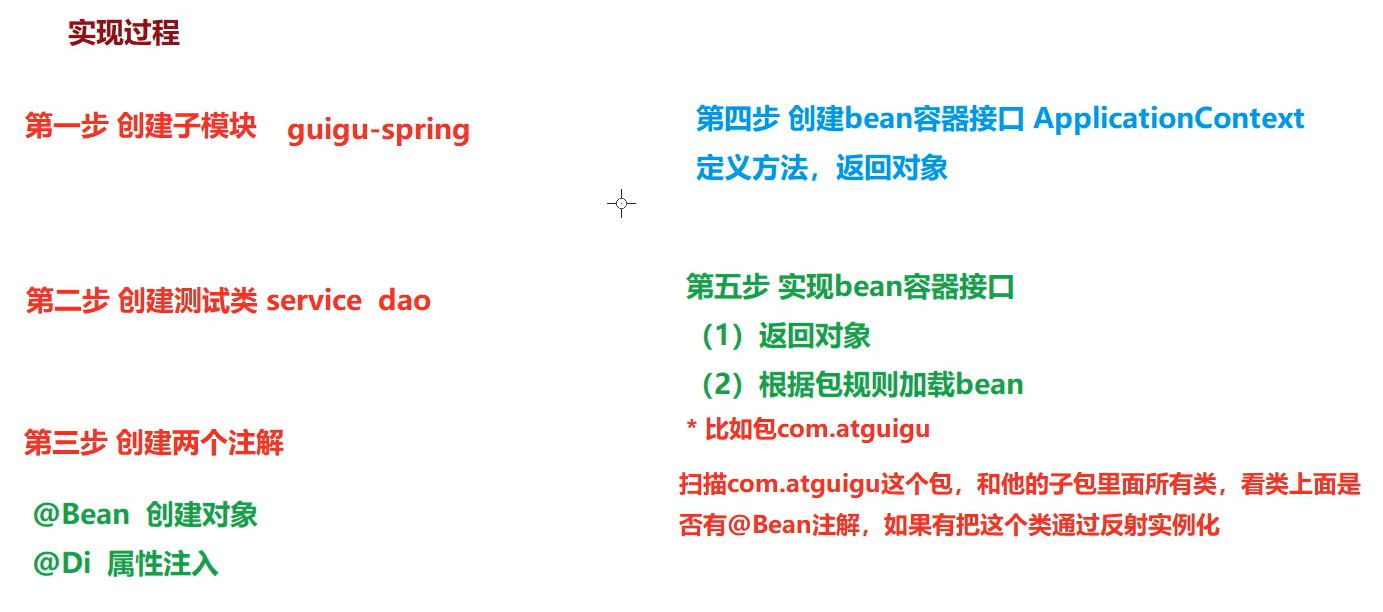 实现过程
第一步 创建子模块 guigu-spring
第二步 创建测试类 service dao
第三步 创建两个注解
@Bean 创建对象
@Di 属性注入
第四步 创建bean容器接口 ApplicationContext
定义方法，返回对象
第五步 实现bean容器接口
（1）返回对象
（2）根据包规则加载bean
* 比如包com.atguigu
扫描com.atguigu这个包，和他的子包里面所有类，看类上面是
否有@Bean注解，如果有把这个类通过反射实例化